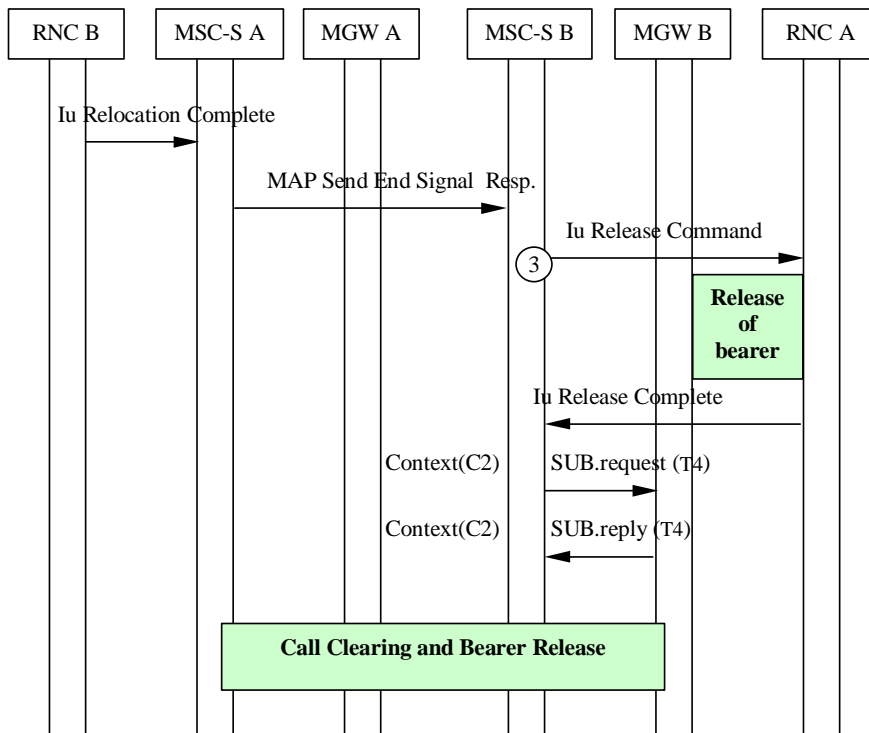 RNC B
MSC-S A
MGW A
MSC-S B
MGW B
RNC A
Iu Relocation Complete
MAP Send End Signal Resp.
Iu Release Command
3
Release
of
bearer
Iu Release Complete
Context(C2)
SUB.request (T4)
Context(C2)
SUB.reply (T4)
Call Clearing and Bearer Release